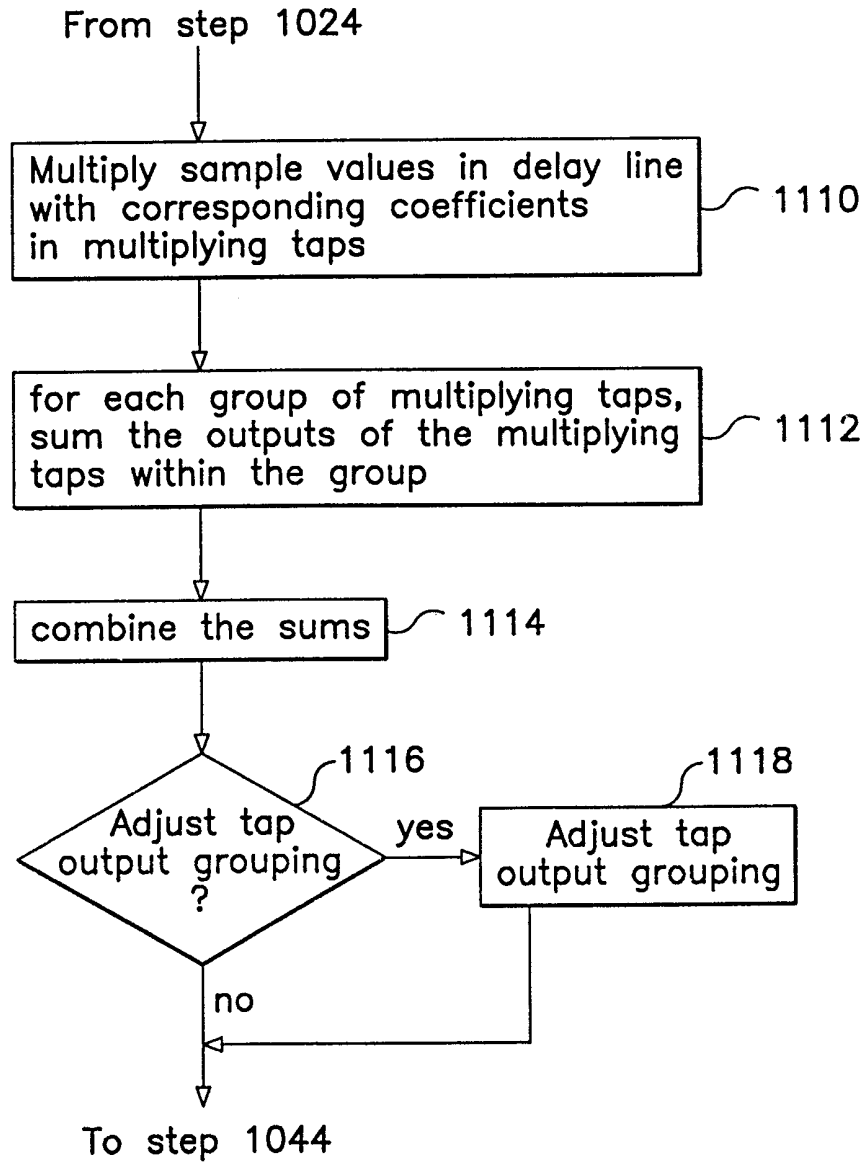 From step 1024
Multiply sample values in delay line
with corresponding coefficients
in multiplying taps
1110
for each group of multiplying taps,
sum the outputs of the multiplying
taps within the group
1112
combine the sums
1114
1116
Adjust tap
output grouping
?
yes
1118
Adjust tap
output grouping
no
To step 1044